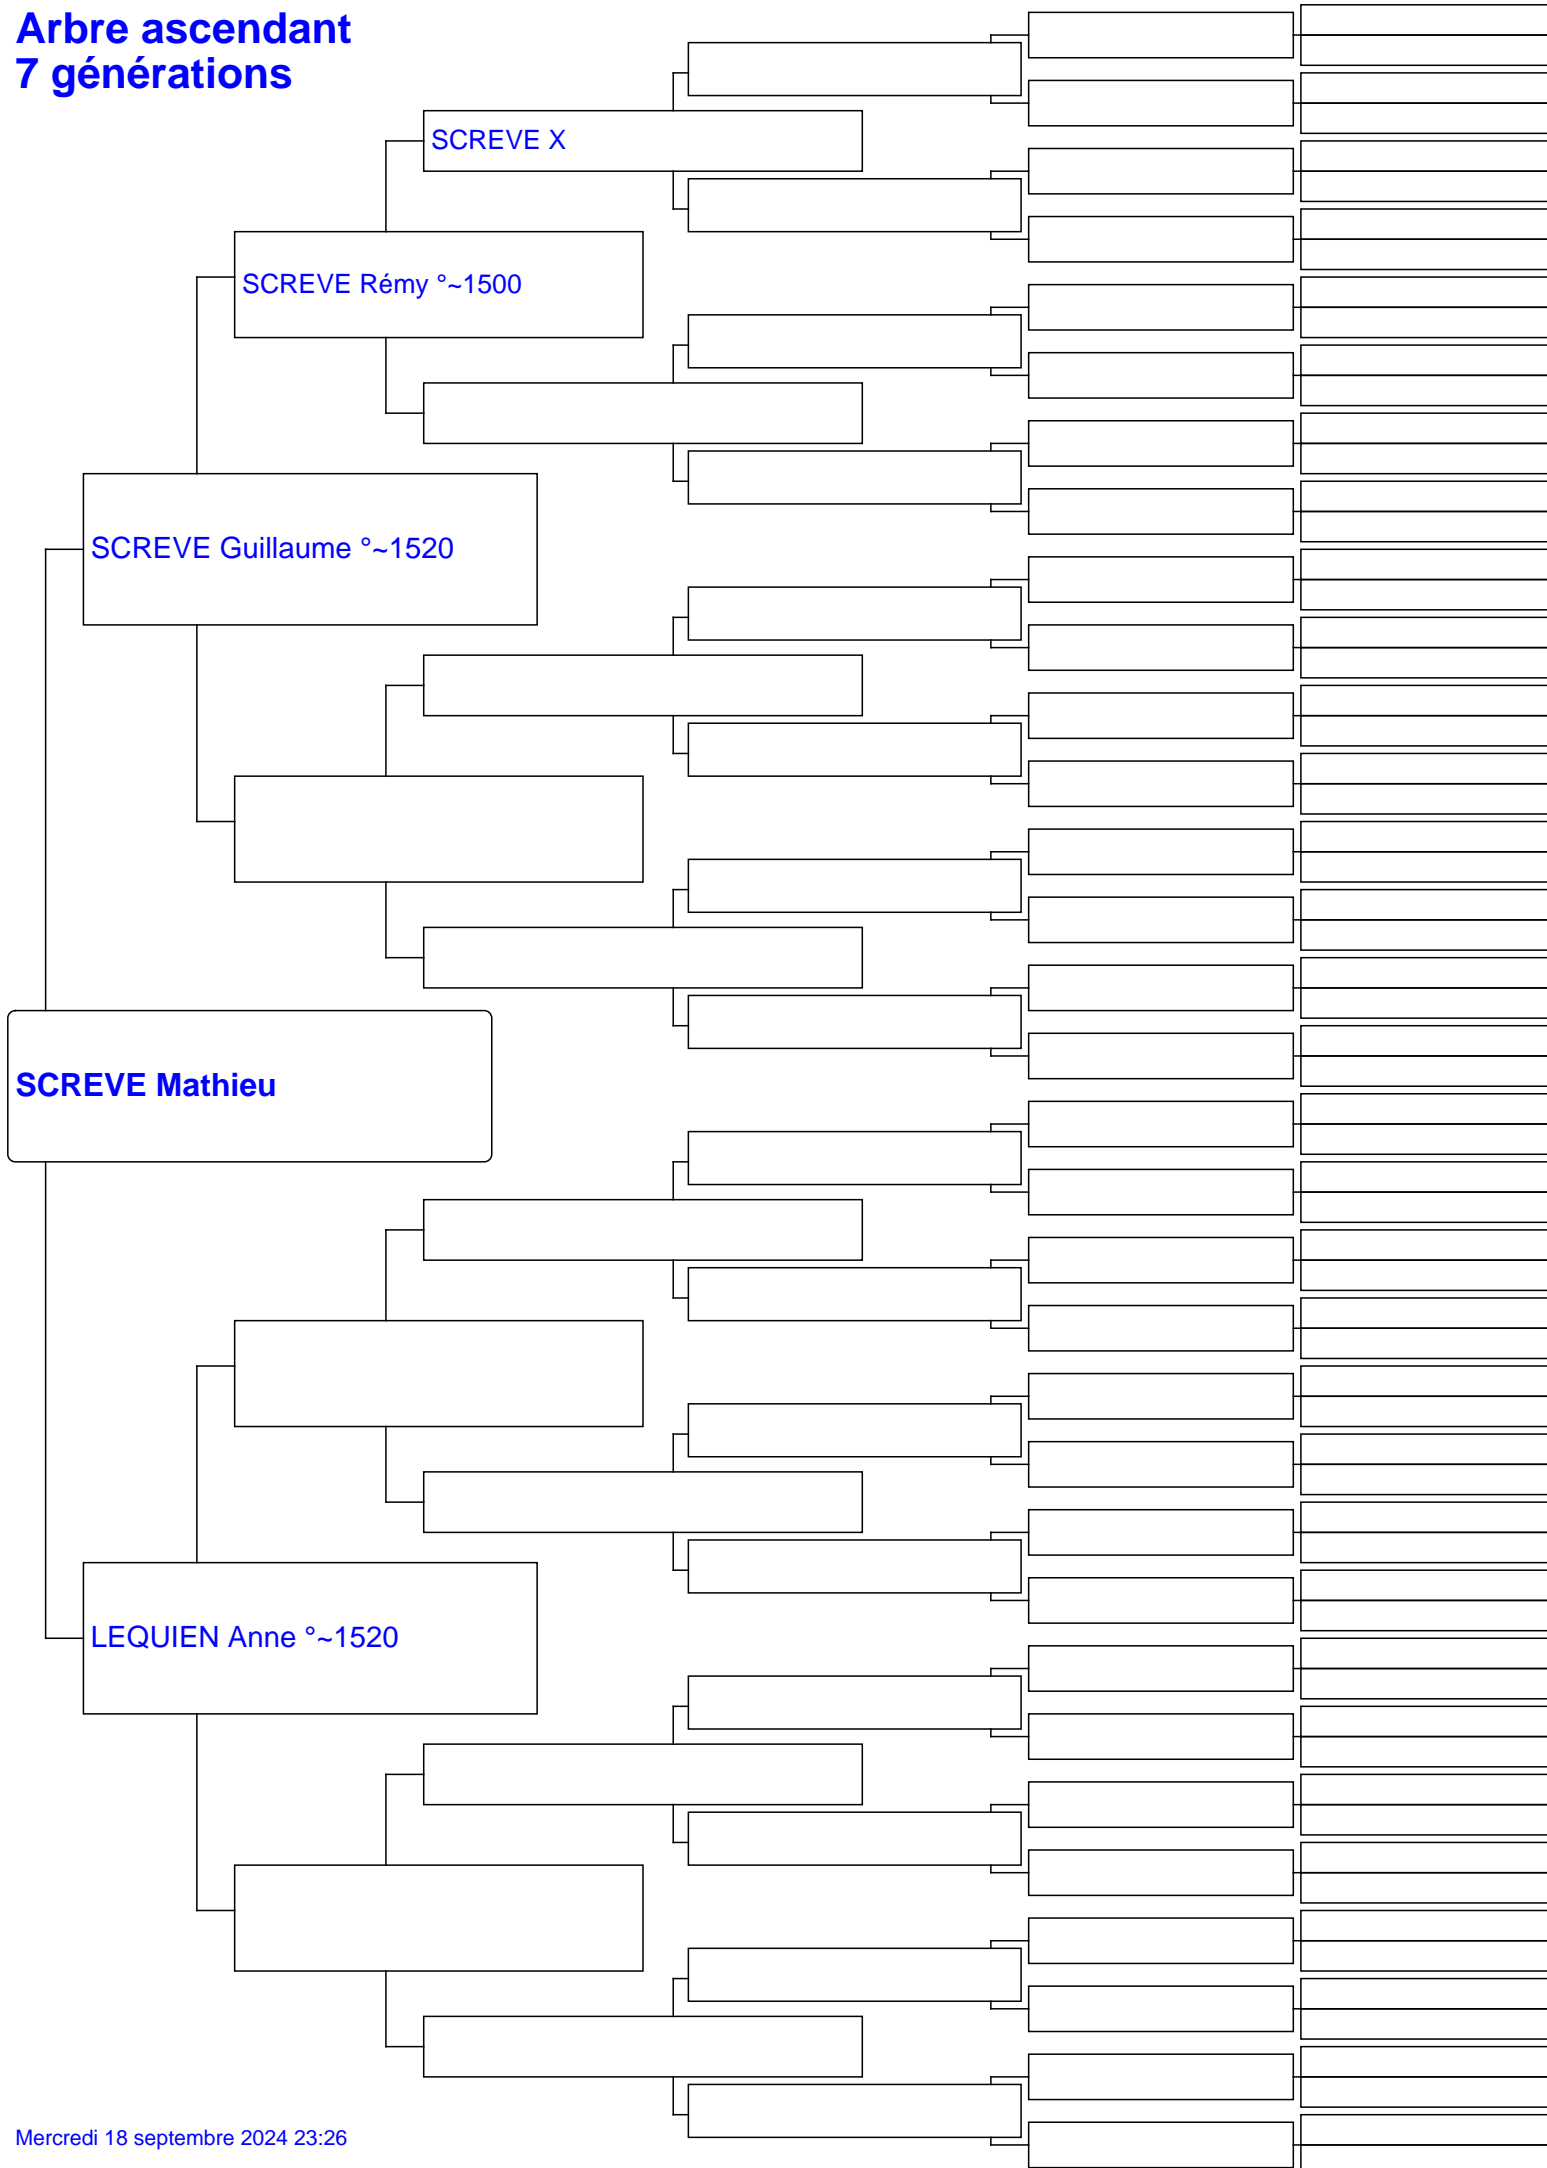 Arbre ascendant
7 générations
SCREVE X
SCREVE Rémy °~1500
SCREVE Guillaume °~1520
SCREVE Mathieu
LEQUIEN Anne °~1520
Mercredi 18 septembre 2024 23:26